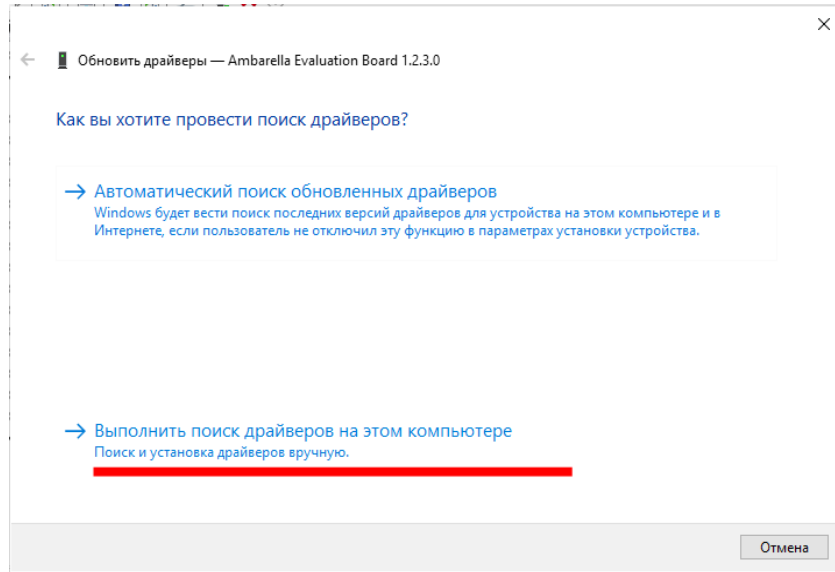 Обновить драйверы — Ambarella Evaluation Board 1.2.3.0
Как вы хотите провести поиск драйверов?
Автоматический поиск обновленных драйверов
Windows будет вести поиск последних версий драйверов для устройства на этом компьютере и в
Интернете, если пользователь не отключил эту функцию в параметрах установки устройства.
Выполнить поиск драйверов на этом компьютере
Поиск и установка драйверов вручную.
Отмена